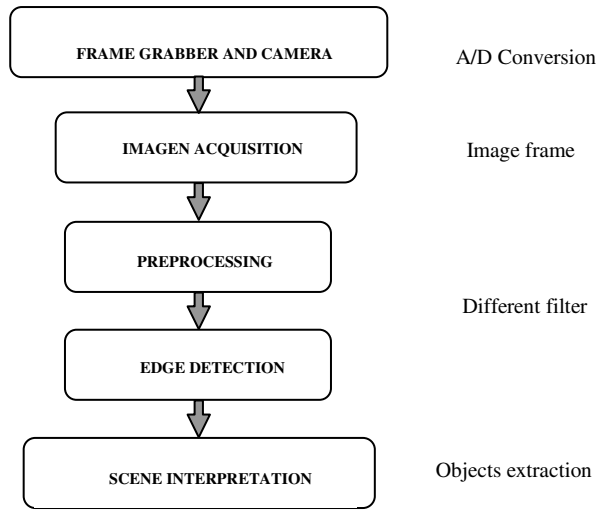 FRAME GRABBER AND CAMERA
A/D Conversion
IMAGEN ACQUISITION
Image frame
PREPROCESSING
Different filter
EDGE DETECTION
SCENE INTERPRETATION
Objects extraction